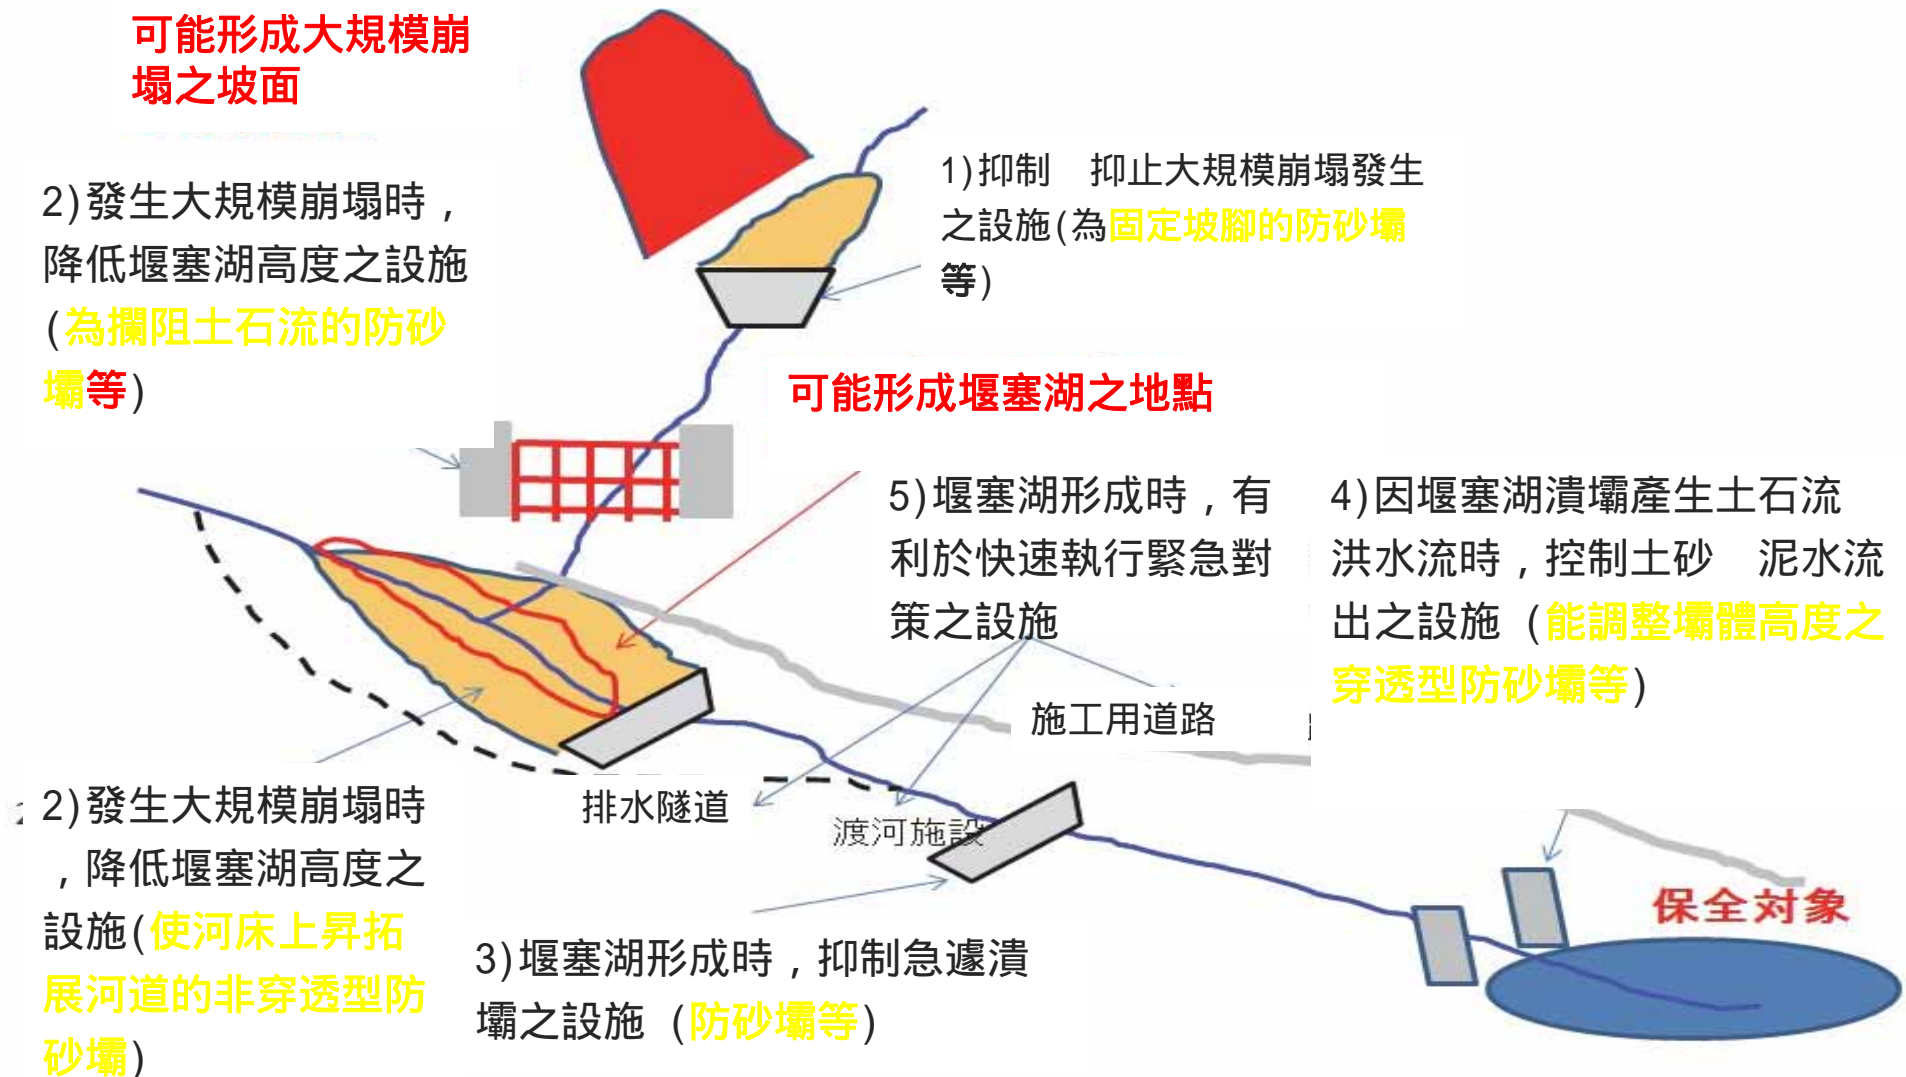 可能形成大規模崩
塌之坡面
2)發生大規模崩塌時，
降低堰塞湖高度之設施
(為攔阻土石流的防砂
壩等)
1)抑制　抑止大規模崩塌發生
之設施(為固定坡腳的防砂壩
等)
可能形成堰塞湖之地點
5)堰塞湖形成時，有
利於快速執行緊急對
策之設施
4)因堰塞湖潰壩產生土石流
洪水流時，控制土砂　泥水流
出之設施（能調整壩體高度之
穿透型防砂壩等)
施工用道路
排水隧道
渡河施設
2)發生大規模崩塌時
，降低堰塞湖高度之
設施(使河床上昇拓
展河道的非穿透型防
砂壩)
3)堰塞湖形成時，抑制急遽潰
壩之設施（防砂壩等)
保全対象